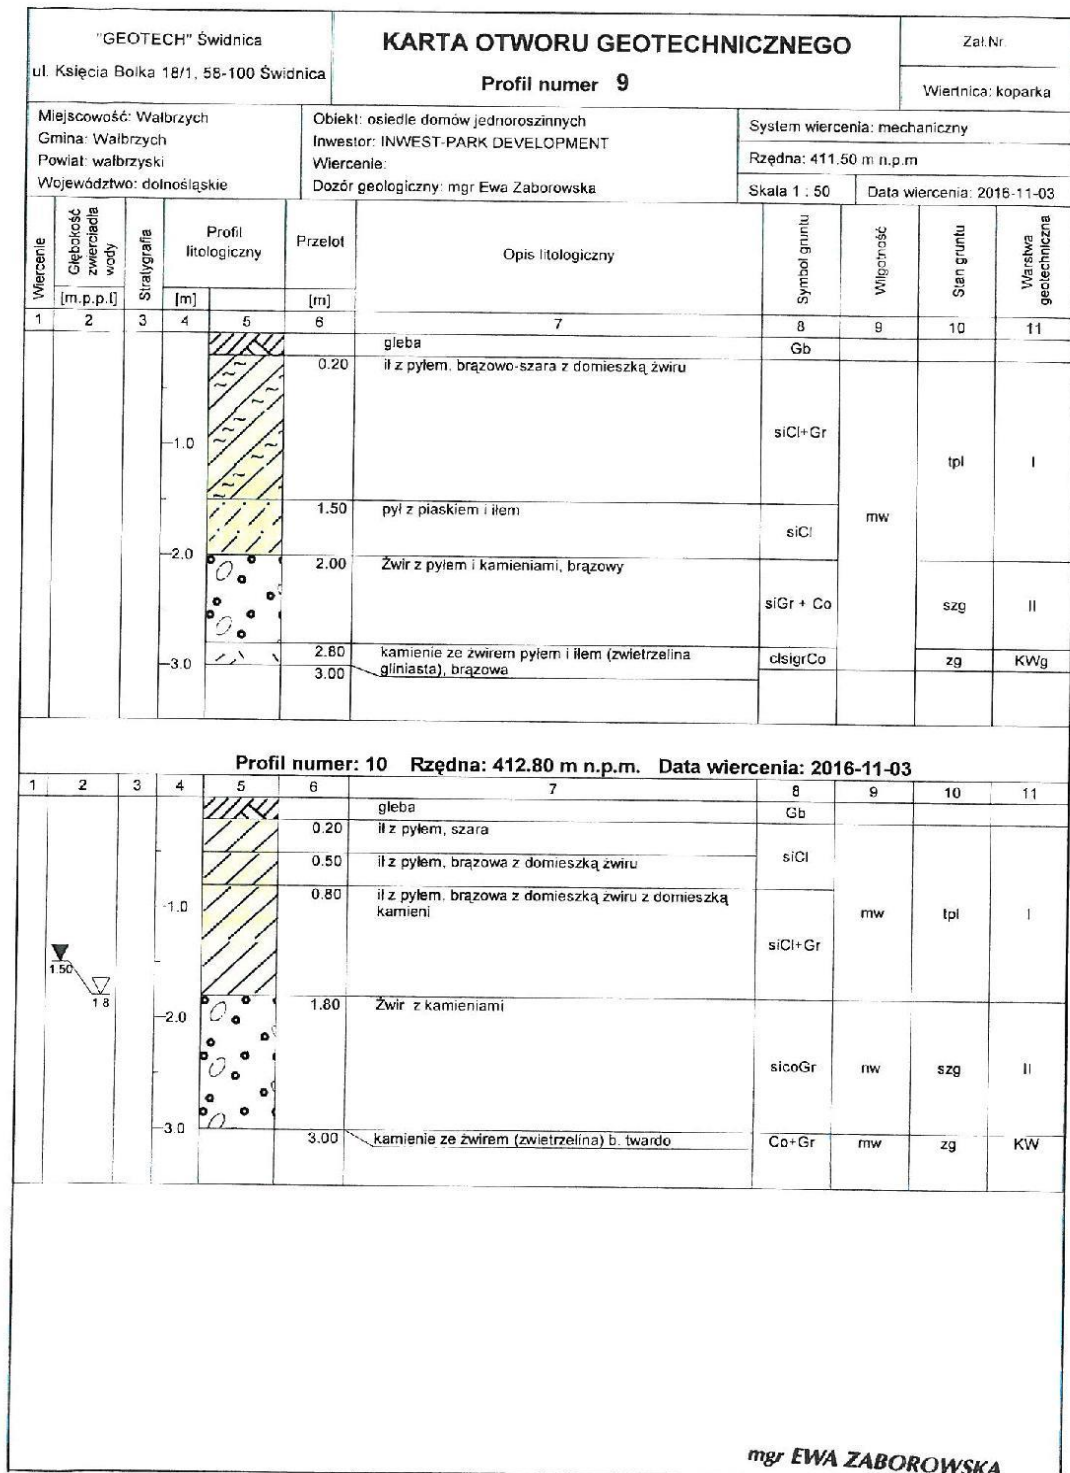 "GEOTECH" Świdnica
ul. Księcia Bolka 18/1, 58-100 Świdnica
KARTA OTWORU GEOTECHNICZNEGO
Profil numer 9
Zał.Nr.
Wiertnica: koparka
Miejscowość: Wałbrzych
Gmina: Wałbrzych
Powiat: wałbrzyski
Województwo: dolnośląskie
Obiekt: osiedle domów jednoroszinnych
Inwestor: INWEST-PARK DEVELOPMENT
Wiercenie:
Dozór geologiczny: mgr Ewa Zaborowska
System wiercenia: mechaniczny
Rzędna: 411.50 m n.p.m
Skala 1 : 50
Data wiercenia: 2016-11-03
Wiercenie
Głębokość zwierciadła wody
[m.p.p.t]
Stratygrafia
Profil litologiczny
[m]
Przelot
[m]
Opis litologiczny
Symbol gruntu
Wilgotność
Stan gruntu
Warstwa geotechniczna
1 2 3 4 5 6 7 8 9 10 11
gleba Gb
0.20 ił z pyłem, brązowo-szara z domieszką żwiru
1.0 siCl+Gr tpl I
1.50 pył z piaskiem i iłem siCl mw
2.0 2.00 Żwir z pyłem i kamieniami, brązowy
siGr + Co szg II
2.80 kamienie ze żwirem pyłem i iłem (zwietrzelina clsigrCo zg KWg
3.0 3.00 gliniasta), brązowa
Profil numer: 10 Rzędna: 412.80 m n.p.m. Data wiercenia: 2016-11-03
1 2 3 4 5 6 7 8 9 10 11
gleba Gb
0.20 ił z pyłem, szara
0.50 ił z pyłem, brązowa z domieszką żwiru siCl
0.80 ił z pyłem, brązowa z domieszką żwiru z domieszką
1.0 kamieni mw tpl I
siCl+Gr
1.50
1.8
1.80 Żwir z kamieniami
2.0
sicoGr nw szg II
3.0
3.00 kamienie ze żwirem (zwietrzelina) b. twardo Co+Gr mw zg KW
mgr EWA ZABOROWSKA